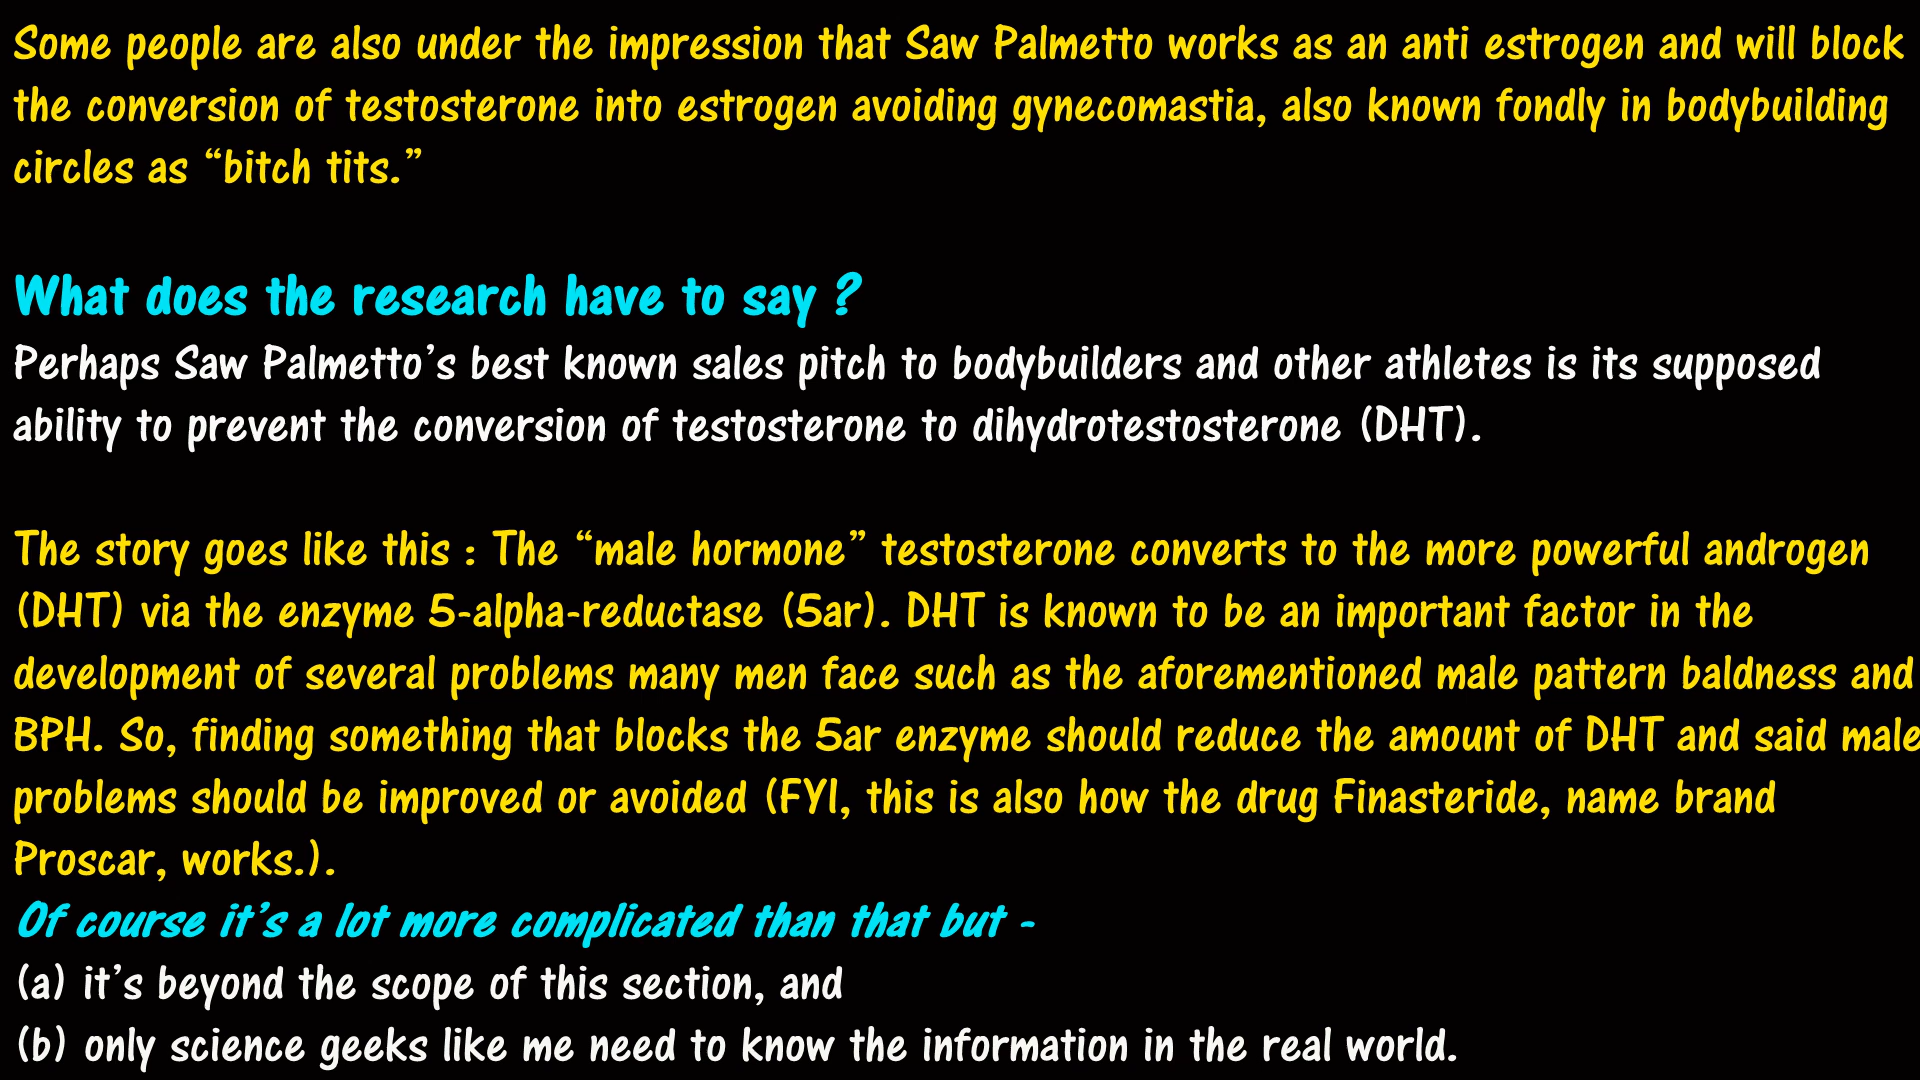 Some people are also under the impression that Saw Palmetto works as an anti estrogen and will block
the conversion of testosterone into estrogen avoiding gynecomastia, also known fondly in bodybuilding
circles as “bitch tits.”
What does the research have to say ?
Perhaps Saw Palmetto’s best known sales pitch to bodybuilders and other athletes is its supposed
ability to prevent the conversion of testosterone to dihydrotestosterone (DHT).
The story goes like this : The “male hormone” testosterone converts to the more powerful androgen
(DHT) via the enzyme 5-alpha-reductase (5ar). DHT is known to be an important factor in the
development of several problems many men face such as the aforementioned male pattern baldness and
BPH. So, finding something that blocks the 5ar enzyme should reduce the amount of DHT and said male
problems should be improved or avoided (FYI, this is also how the drug Finasteride, name brand
Proscar, works.).
Of course it’s a lot more complicated than that but -
(a) it’s beyond the scope of this section, and
(b) only science geeks like me need to know the information in the real world.